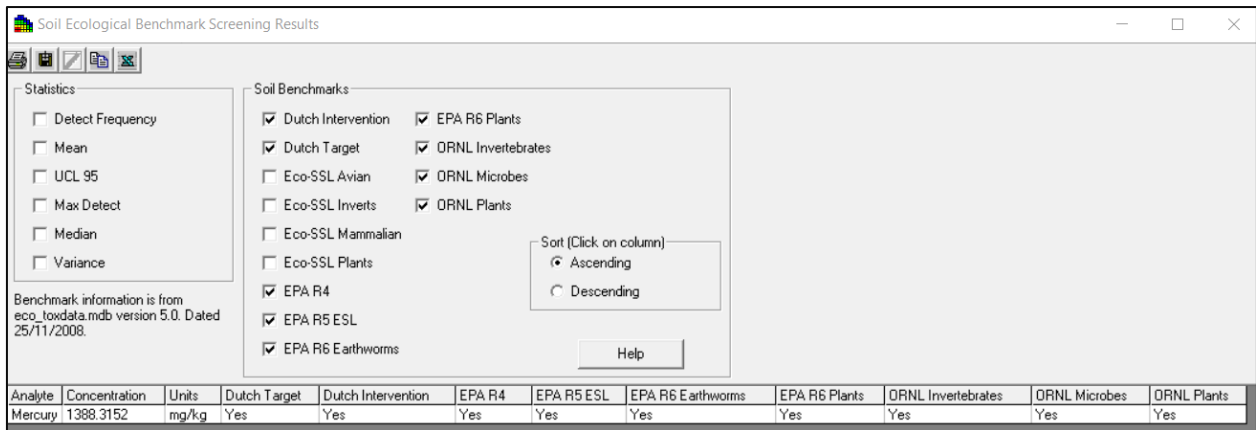 Soil Ecological Benchmark Screening Results
Statistics
Detect Frequency
Mean
UCL 95
Max Detect
Median
Variance
Benchmark information is from
eco_toxdata.mdb version 5.0. Dated
25/11/2008.
Soil Benchmarks
Dutch Intervention
Dutch Target
Eco-SSL Avian
Eco-SSL Inverts
Eco-SSL Mammalian
Eco-SSL Plants
EPA R4
EPA R5 ESL
EPA R6 Earthworms
EPA R6 Plants
ORNL Invertebrates
ORNL Microbes
ORNL Plants
Sort (Click on column)
Ascending
Descending
Help
Analyte Concentration Units Dutch Target Dutch Intervention EPA R4 EPA R5 ESL EPA R6 Earthworms EPA R6 Plants ORNL Invertebrates ORNL Microbes ORNL Plants
Mercury 1388.3152 mg/kg Yes Yes Yes Yes Yes Yes Yes Yes Yes